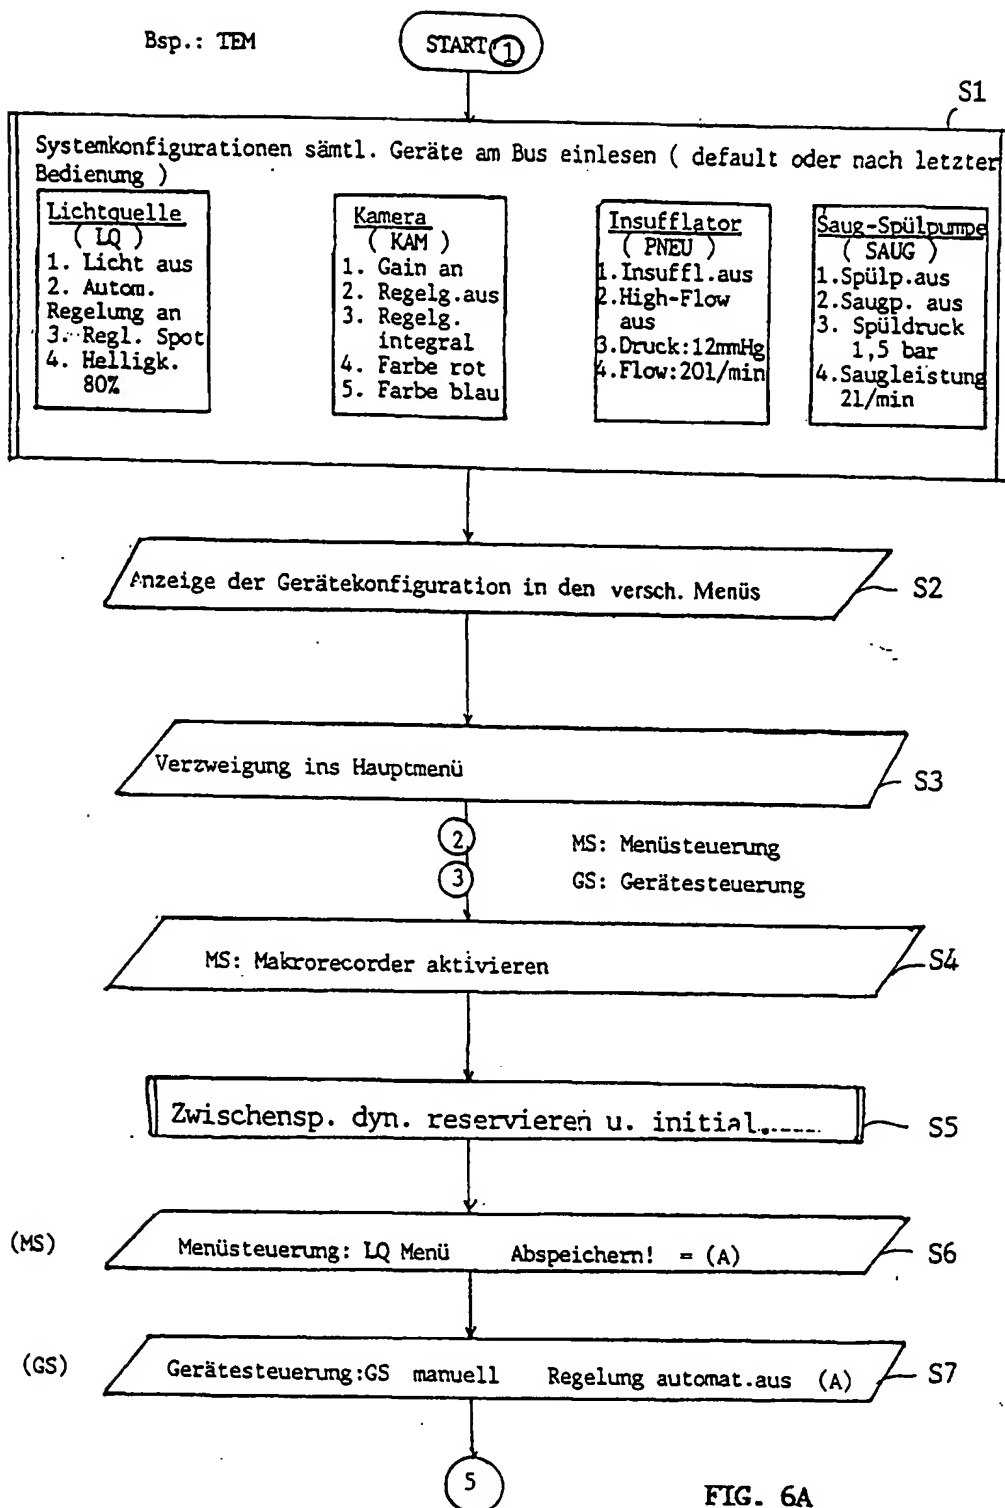 Bsp.: TEM
START 1
S1
Systemkonfigurationen sämtl. Geräte am Bus einlesen ( default oder nach letzter
Bedienung )
Lichtquelle
( LQ )
1. Licht aus
2. Autom.
Regelung an
3. Regl. Spot
4. Helligk.
80%
Kamera
( KAM )
1. Gain an
2. Regelg.aus
3. Regelg.
integral
4. Farbe rot
5. Farbe blau
Insufflator
( PNEU )
1.Insuffl.aus
2.High-Flow
aus
3.Druck:12mmHg
4.Flow:20l/min
Saug-Spülpumpe
( SAUG )
1.Spülp.aus
2.Saugp. aus
3. Spüldruck
1,5 bar
4.Saugleistung
2l/min
Anzeige der Gerätekonfiguration in den versch. Menüs
S2
Verzweigung ins Hauptmenü
S3
2
MS: Menüsteuerung
3
GS: Gerätesteuerung
MS: Makrorecorder aktivieren
S4
Zwischensp. dyn. reservieren u. initial.
S5
(MS)
Menüsteuerung: LQ Menü Abspeichern! = (A)
S6
(GS)
Gerätesteuerung:GS manuell Regelung automat.aus (A)
S7
5
FIG. 6A